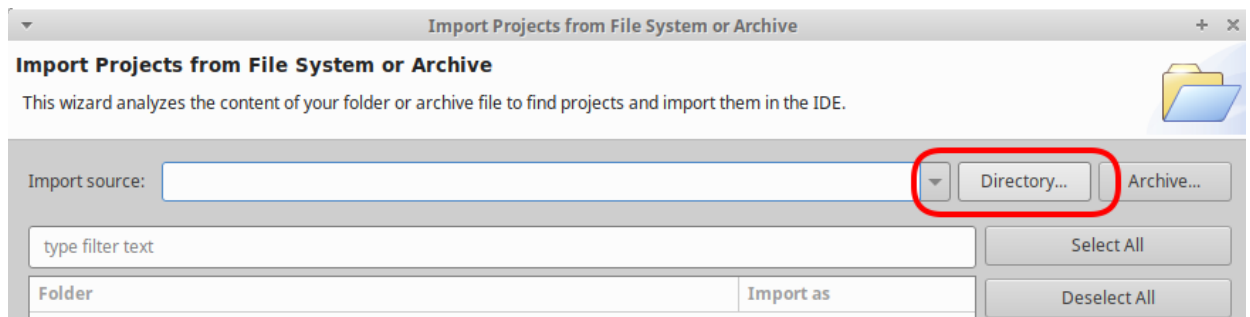 Import Projects from File System or Archive
Import Projects from File System or Archive
This wizard analyzes the content of your folder or archive file to find projects and import them in the IDE.
Import source: Directory... Archive...
type filter text Select All
Folder Import as Deselect All